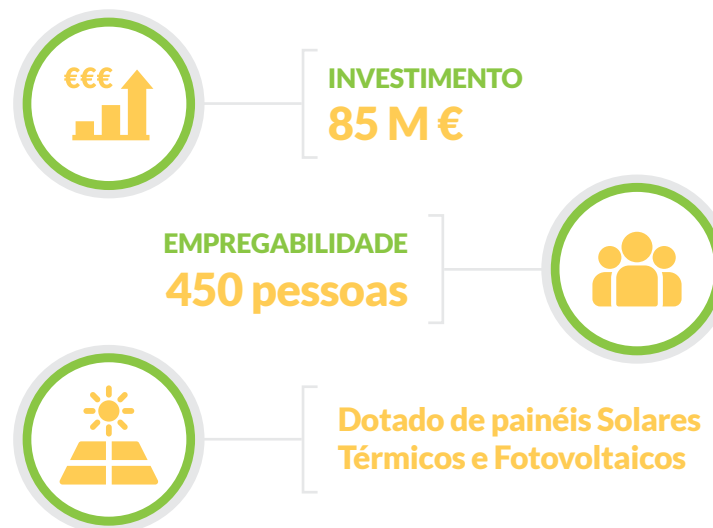 €€€
INVESTIMENTO
85 M €
EMPREGABILIDADE
450 pessoas
Dotado de painéis Solares
Térmicos e Fotovoltaicos